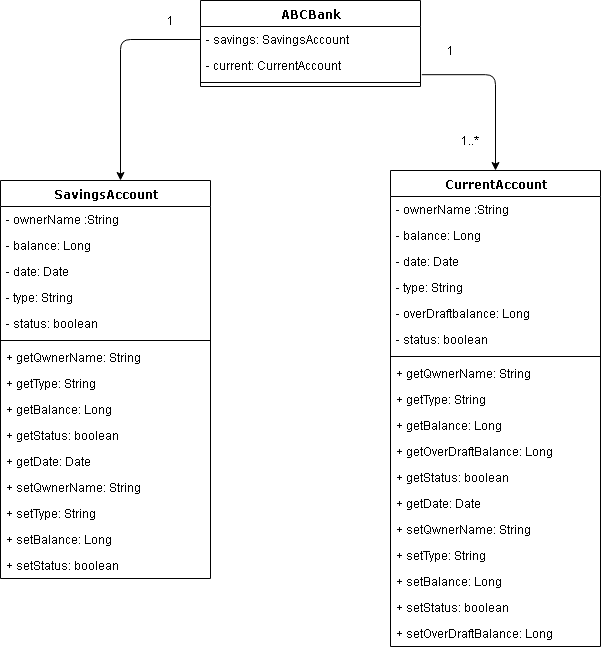 ABCBank
- savings: SavingsAccount
- current: CurrentAccount
1
1
1..*
SavingsAccount
- ownerName :String
- balance: Long
- date: Date
- type: String
- status: boolean
+ getQwnerName: String
+ getType: String
+ getBalance: Long
+ getStatus: boolean
+ getDate: Date
+ setQwnerName: String
+ setType: String
+ setBalance: Long
+ setStatus: boolean
CurrentAccount
- ownerName :String
- balance: Long
- date: Date
- type: String
- overDraftbalance: Long
- status: boolean
+ getQwnerName: String
+ getType: String
+ getBalance: Long
+ getOverDraftBalance: Long
+ getStatus: boolean
+ getDate: Date
+ setQwnerName: String
+ setType: String
+ setBalance: Long
+ setStatus: boolean
+ setOverDraftBalance: Long